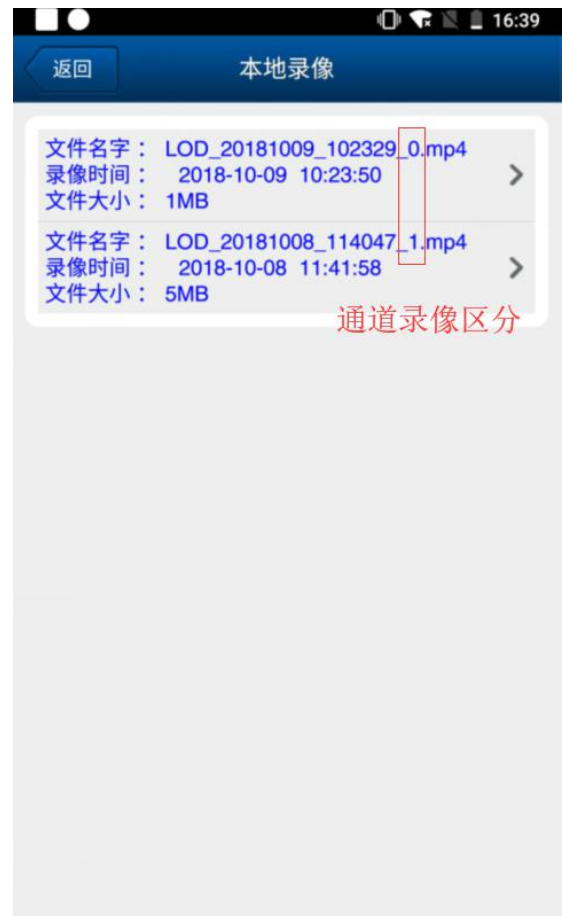 16:39
返回
本地录像
文件名字： LOD_20181009_102329_0.mp4
录像时间： 2018-10-09 10:23:50
文件大小： 1MB
文件名字： LOD_20181008_114047_1.mp4
录像时间： 2018-10-08 11:41:58
文件大小： 5MB
通道录像区分